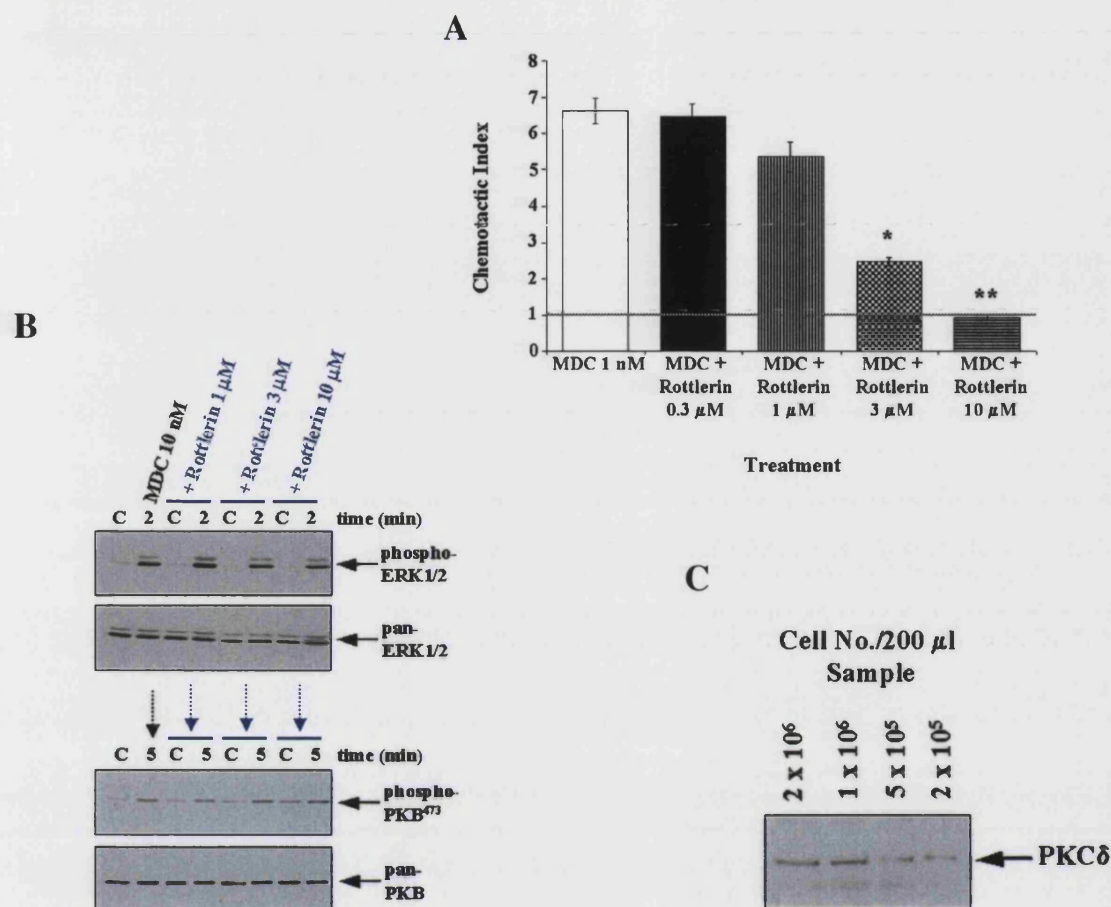 A
8
7
6
5
4
3
2
1
0
Chemotactic Index
*
**
MDC 1 nM
MDC + Rottlerin 0.3 μM
MDC + Rottlerin 1 μM
MDC + Rottlerin 3 μM
MDC + Rottlerin 10 μM
Treatment
B
MDC 10 nM
+ Rottlerin 1 μM
+ Rottlerin 3 μM
+ Rottlerin 10 μM
C 2 C 2 C 2 C 2 time (min)
phospho-
ERK1/2
pan-
ERK1/2
C 5 C 5 C 5 C 5 time (min)
phospho-
PKB⁴⁷³
pan-
PKB
C
Cell No./200 μl
Sample
2 x 10⁶
1 x 10⁶
5 x 10⁵
2 x 10⁵
PKCδ